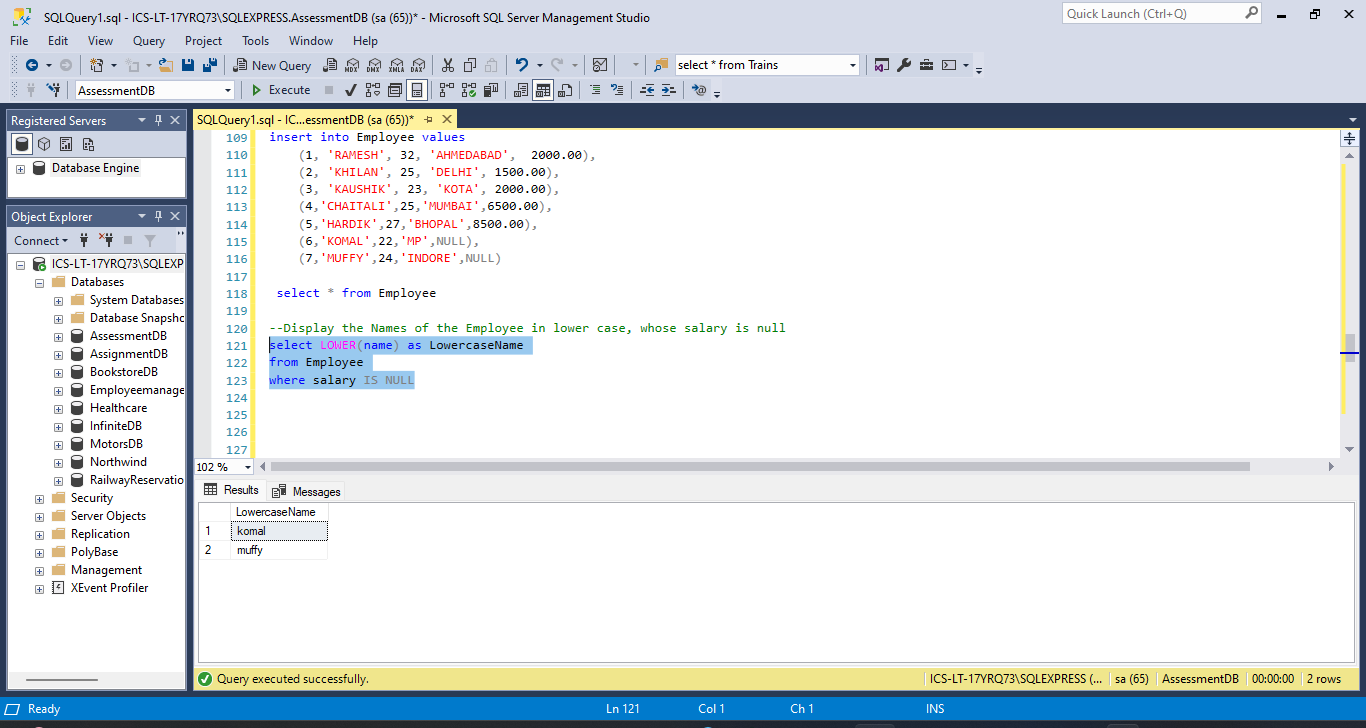 SQLQuery1.sql - ICS-LT-17YRQ73\SQLEXPRESS.AssessmentDB (sa (65))* - Microsoft SQL Server Management Studio
Quick Launch (Ctrl+Q)
File Edit View Query Project Tools Window Help
New Query
MDX DMX XMLA DAX
select * from Trains
AssessmentDB
Execute
Registered Servers
Database Engine
Object Explorer
Connect
ICS-LT-17YRQ73\SQLEXP
Databases
System Databases
Database Snapsho
AssessmentDB
AssignmentDB
BookstoreDB
Employeemanage
Healthcare
InfiniteDB
MotorsDB
Northwind
RailwayReservatio
Security
Server Objects
Replication
PolyBase
Management
XEvent Profiler
SQLQuery1.sql - IC...essmentDB (sa (65))*
109 insert into Employee values
110 (1, 'RAMESH', 32, 'AHMEDABAD',  2000.00),
111 (2, 'KHILAN', 25, 'DELHI', 1500.00),
112 (3, 'KAUSHIK', 23, 'KOTA', 2000.00),
113 (4,'CHAITALI',25,'MUMBAI',6500.00),
114 (5,'HARDIK',27,'BHOPAL',8500.00),
115 (6,'KOMAL',22,'MP',NULL),
116 (7,'MUFFY',24,'INDORE',NULL)
117
118 select * from Employee
119
120 --Display the Names of the Employee in lower case, whose salary is null
121 select LOWER(name) as LowercaseName
122 from Employee
123 where salary IS NULL
124
125
126
127
102 %
Results Messages
LowercaseName
1 komal
2 muffy
Query executed successfully.
ICS-LT-17YRQ73\SQLEXPRESS (... sa (65) AssessmentDB 00:00:00 2 rows
Ready Ln 121 Col 1 Ch 1 INS